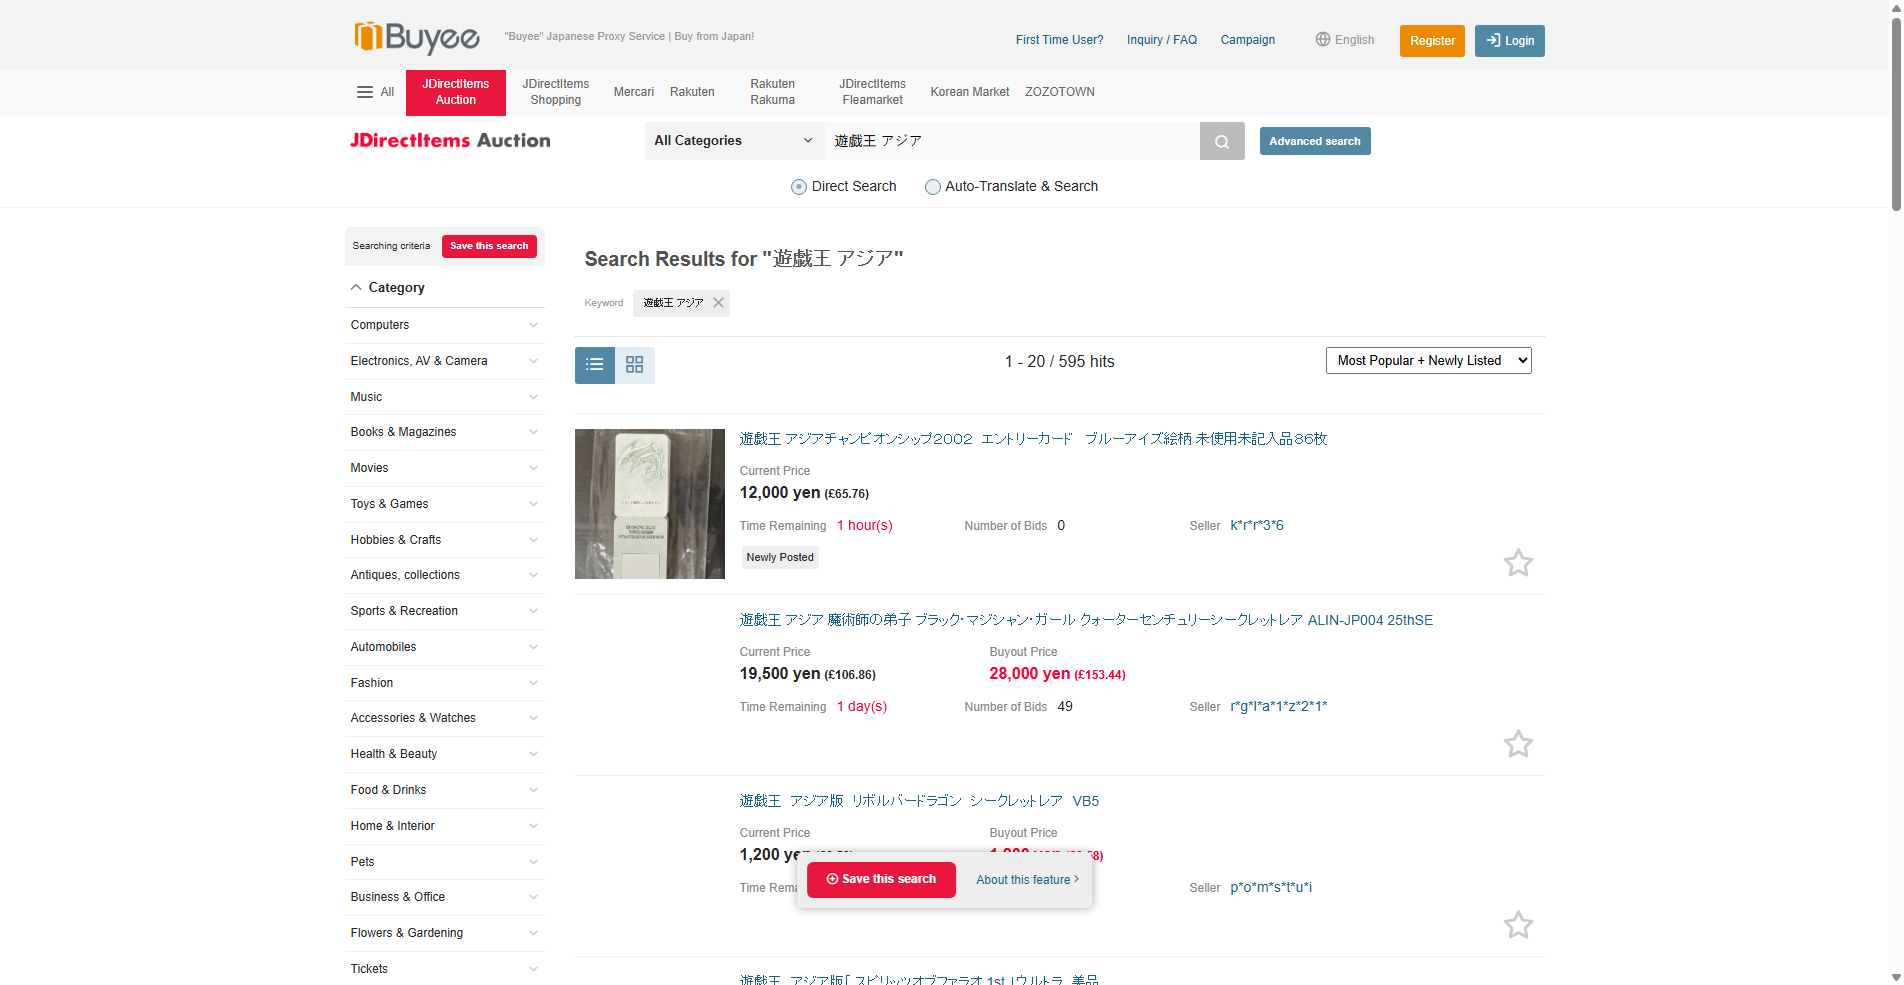 Buyee
"Buyee" Japanese Proxy Service | Buy from Japan!
First Time User?
Inquiry / FAQ
Campaign
English
Register
Login
All
JDirectItems Auction
JDirectItems Shopping
Mercari
Rakuten
Rakuten Rakuma
JDirectItems Fleamarket
Korean Market
ZOZOTOWN
JDirectItems Auction
All Categories
遊戯王 アジア
Advanced search
Direct Search
Auto-Translate & Search
Searching criteria
Save this search
Category
Computers
Electronics, AV & Camera
Music
Books & Magazines
Movies
Toys & Games
Hobbies & Crafts
Antiques, collections
Sports & Recreation
Automobiles
Fashion
Accessories & Watches
Health & Beauty
Food & Drinks
Home & Interior
Pets
Business & Office
Flowers & Gardening
Tickets
Search Results for "遊戯王 アジア"
Keyword
遊戯王 アジア
1 - 20 / 595 hits
Most Popular + Newly Listed
遊戯王 アジアチャンピオンシップ2002　エントリーカード　ブルーアイズ絵柄 未使用未記入品86枚
Current Price
12,000 yen (£65.76)
Time Remaining 1 hour(s)
Number of Bids 0
Seller k*r*r*3*6
Newly Posted
遊戯王 アジア 魔術師の弟子 ブラック・マジシャン・ガール クォーターセンチュリーシークレットレア ALIN-JP004 25thSE
Current Price
19,500 yen (£106.86)
Buyout Price
28,000 yen (£153.44)
Time Remaining 1 day(s)
Number of Bids 49
Seller r*g*l*a*1*z*2*1*
遊戯王　アジア版　リボルバードラゴン　シークレットレア　VB5
Current Price
1,200
Buyout Price
Seller p*o*m*s*t*u*i
Save this search
About this feature
遊戯王　アジア版「スピリッツオブファラオ 1st」ウルトラ　美品